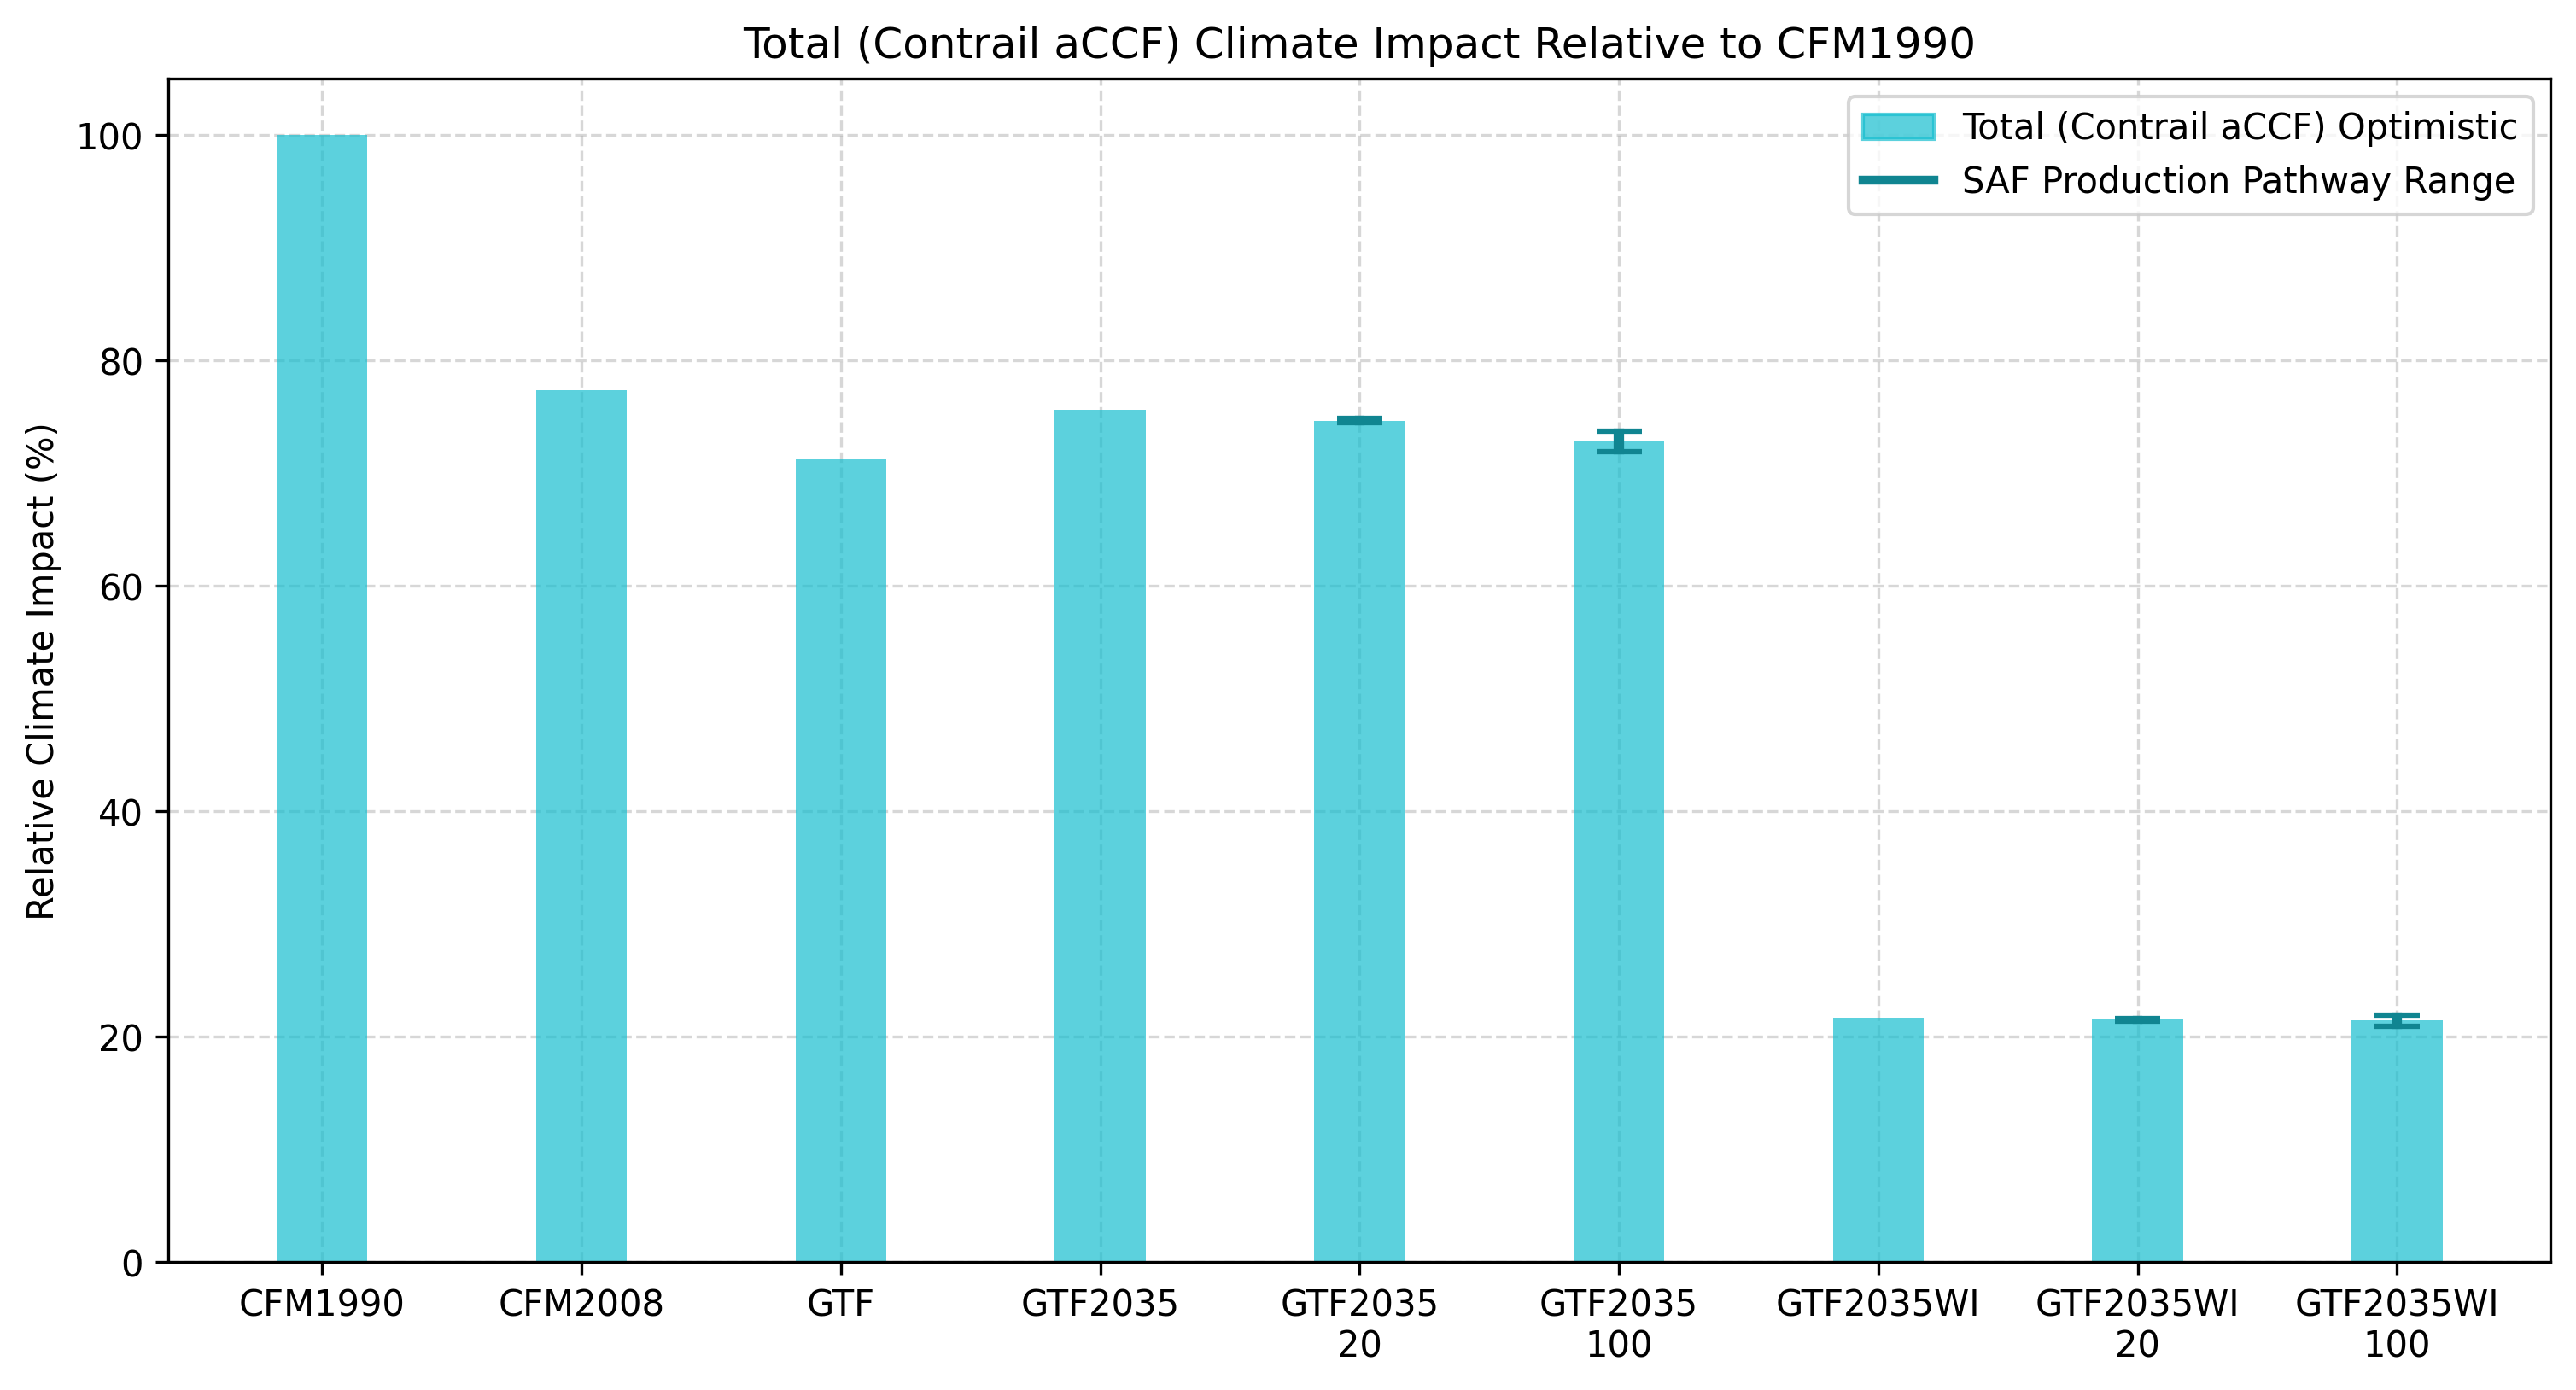 Total (Contrail aCCF) Climate Impact Relative to CFM1990
Total (Contrail aCCF) Optimistic
SAF Production Pathway Range
Relative Climate Impact (%)
100
80
60
40
20
0
CFM1990 CFM2008 GTF GTF2035 GTF2035 GTF2035 GTF2035WI GTF2035WI GTF2035WI
20 100 20 100